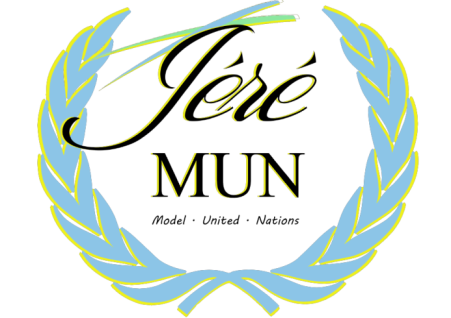 Jéré
MUN
Model · United · Nations